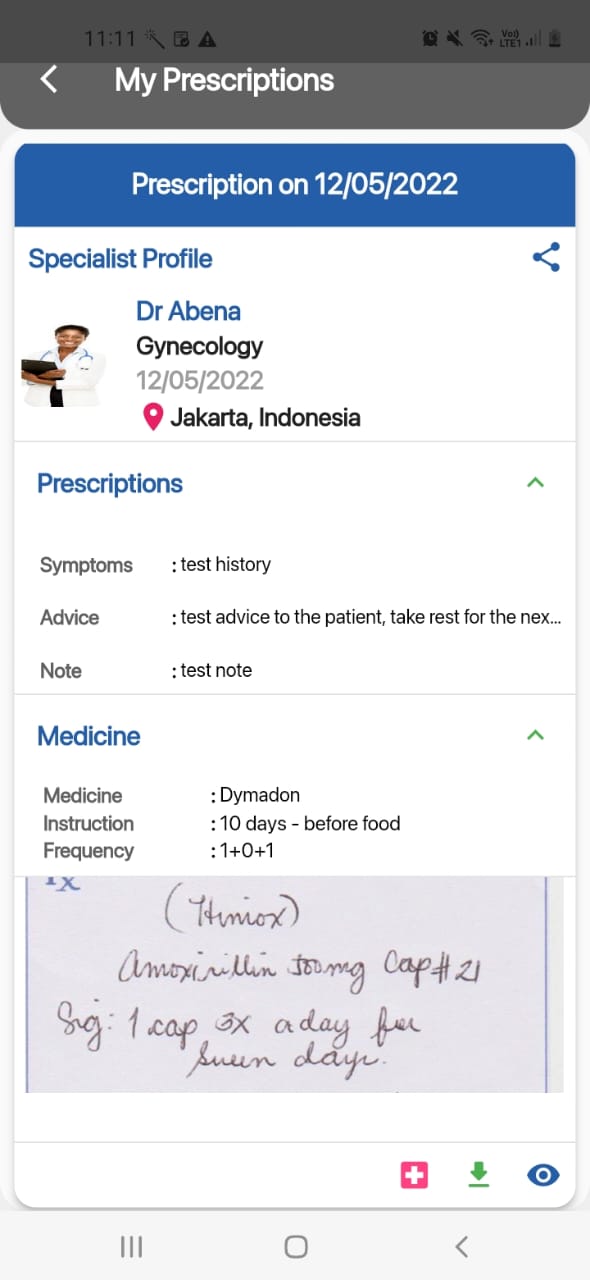 11:11
Vo))
LTE1
My Prescriptions
Prescription on 12/05/2022
Specialist Profile
Dr Abena
Gynecology
12/05/2022
Jakarta, Indonesia
Prescriptions
Symptoms : test history
Advice : test advice to the patient, take rest for the nex...
Note : test note
Medicine
Medicine : Dymadon
Instruction : 10 days - before food
Frequency : 1+0+1
(Himox)
Amoxicillin 500mg Cap # 21
Sig: 1 cap 3x a day for
seven days.